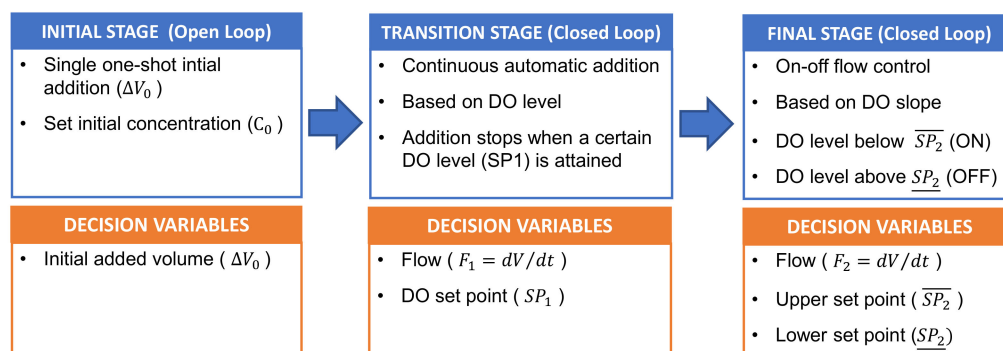 INITIAL STAGE (Open Loop)
• Single one-shot intial
addition (ΔV₀ )
• Set initial concentration (C₀ )
DECISION VARIABLES
• Initial added volume ( ΔV₀ )
TRANSITION STAGE (Closed Loop)
• Continuous automatic addition
• Based on DO level
• Addition stops when a certain
DO level (SP1) is attained
DECISION VARIABLES
• Flow ( F₁ = dV/dt )
• DO set point ( SP₁ )
FINAL STAGE (Closed Loop)
• On-off flow control
• Based on DO slope
• DO level below S̅P̅₂̅ (ON)
• DO level above S̲P̲₂̲ (OFF)
DECISION VARIABLES
• Flow ( F₂ = dV/dt )
• Upper set point ( S̅P̅₂̅ )
• Lower set point (S̲P̲₂̲)